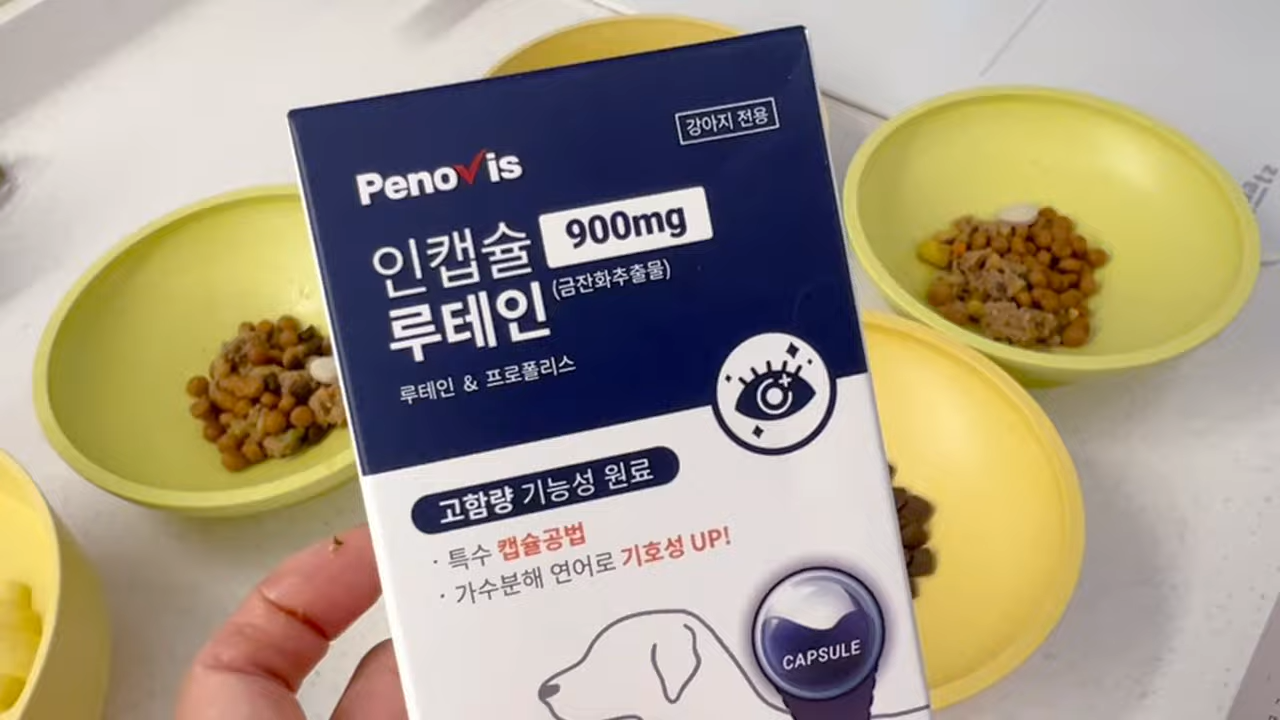 강아지 전용
Penovis
인캡슐 900mg
루테인 (금잔화추출물)
루테인 & 프로폴리스
고함량 기능성 원료
· 특수 캡슐공법
· 가수분해 연어로 기호성 UP!
CAPSULE